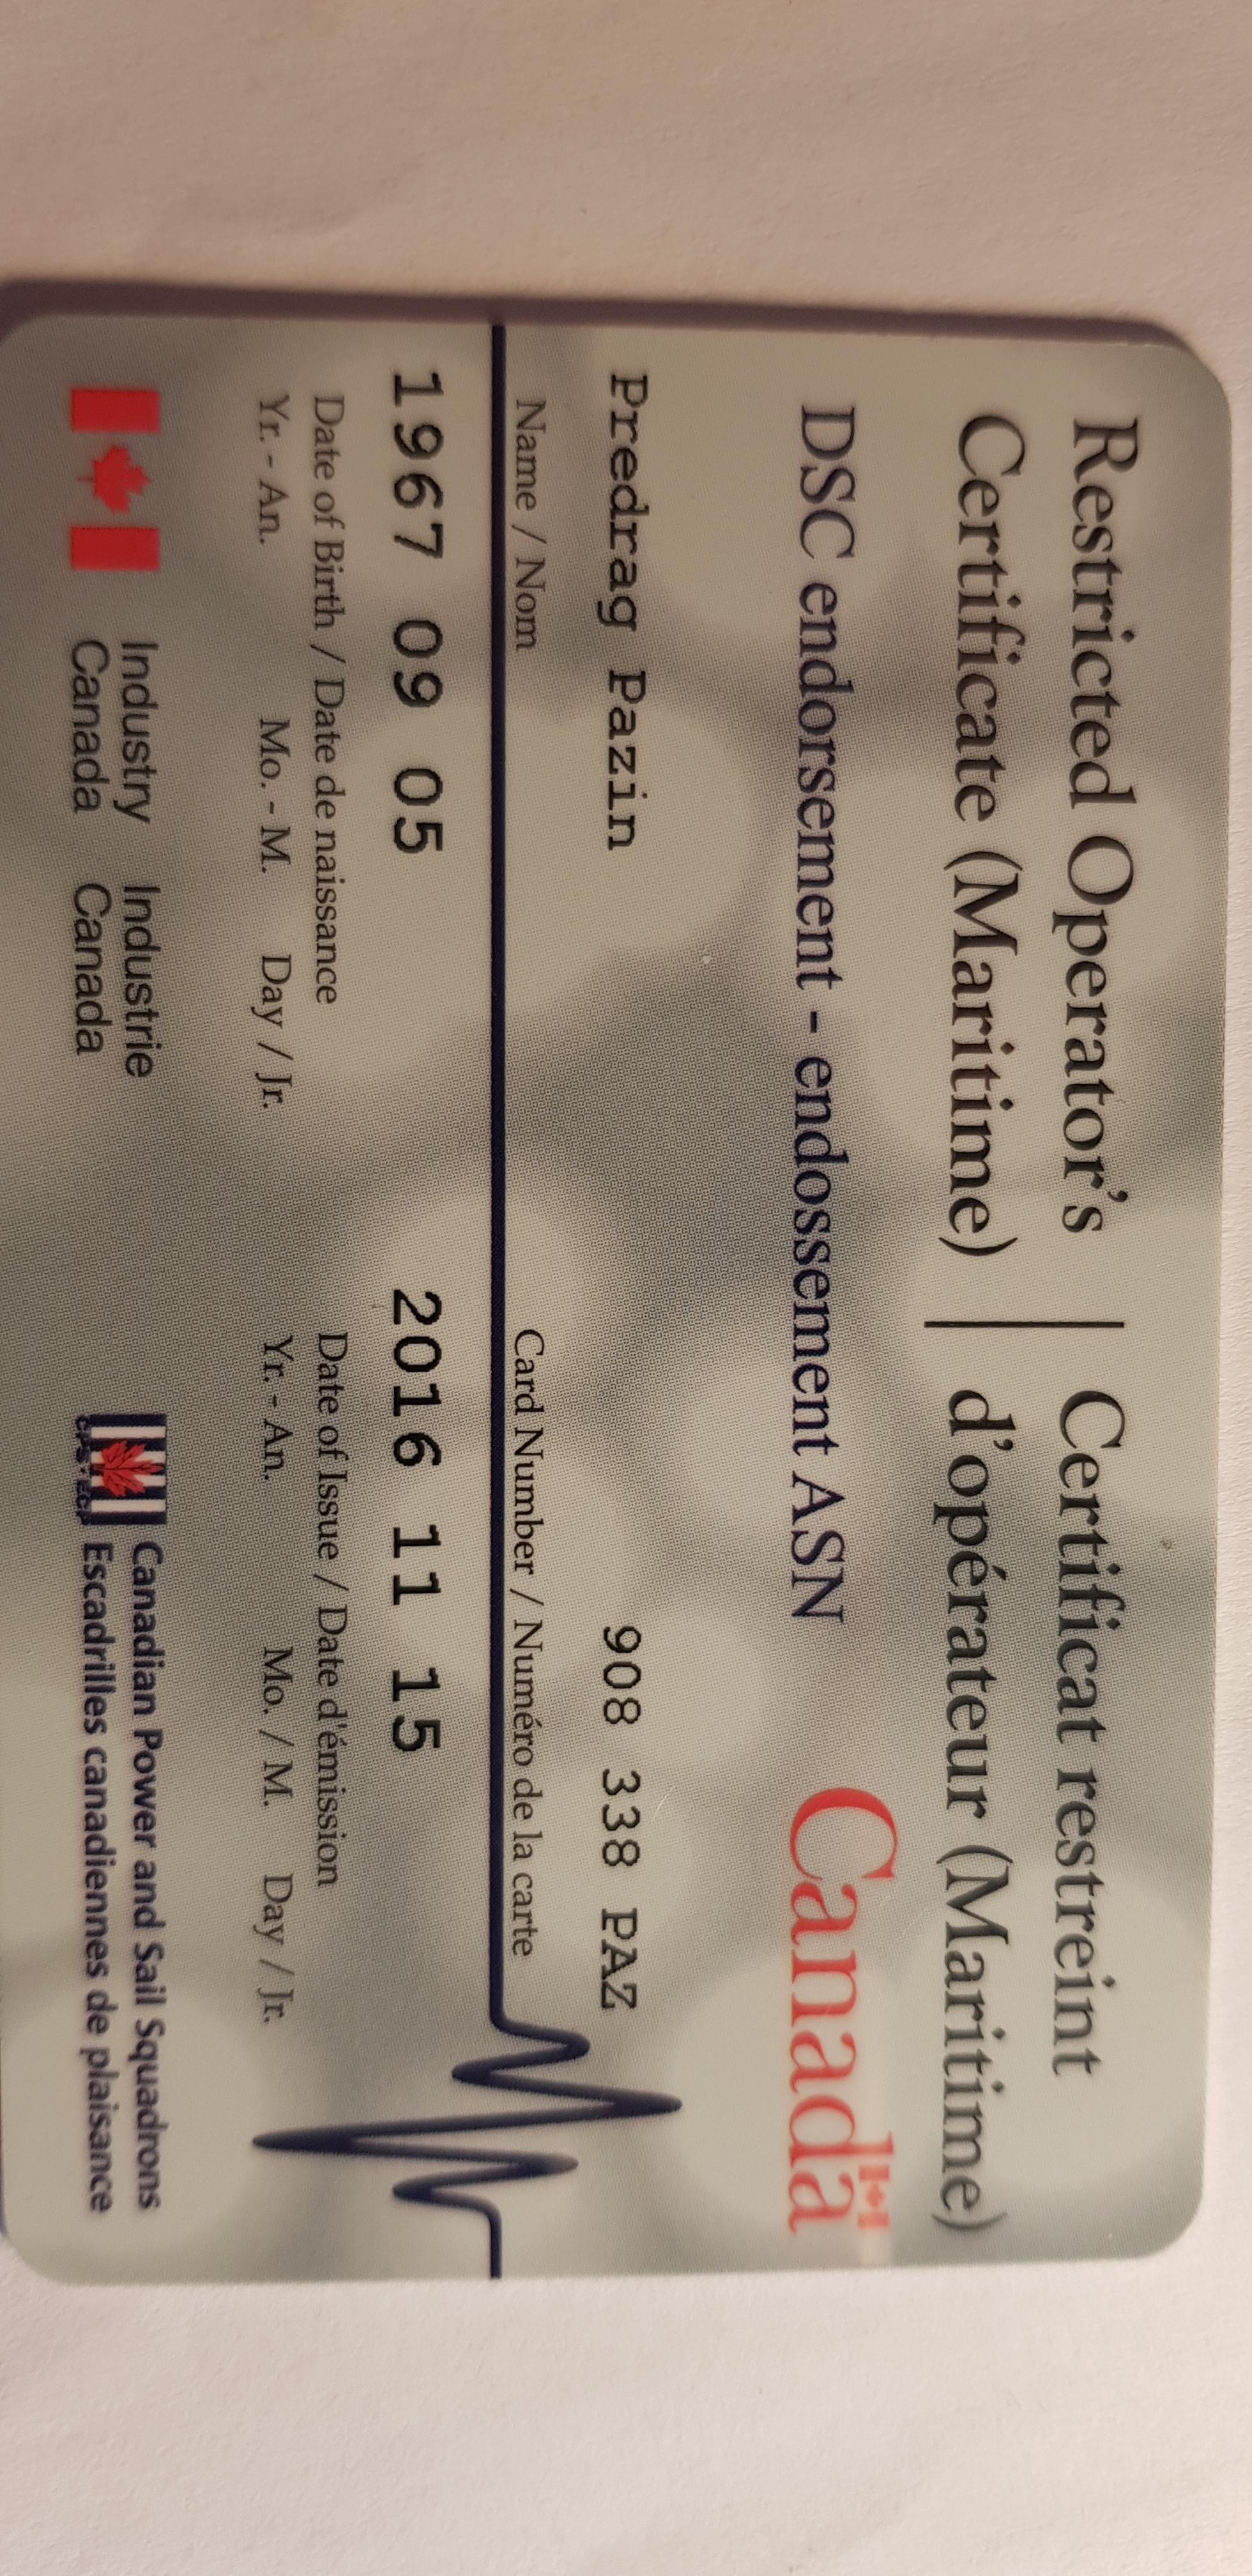 Restricted Operator's
Certificate (Maritime)
Certificat restreint
d'opérateur (Maritime)
DSC endorsement - endossement ASN
Canada
Predrag Pazin
908 338 PAZ
Name / Nom
Card Number / Numéro de la carte
1967 09 05
2016 11 15
Date of Birth / Date de naissance
Date of Issue / Date d'émission
Yr. - An. Mo. - M. Day / Jr.
Yr. - An. Mo. / M. Day / Jr.
Industry
Canada
Industrie
Canada
Canadian Power and Sail Squadrons
Escadrilles canadiennes de plaisance